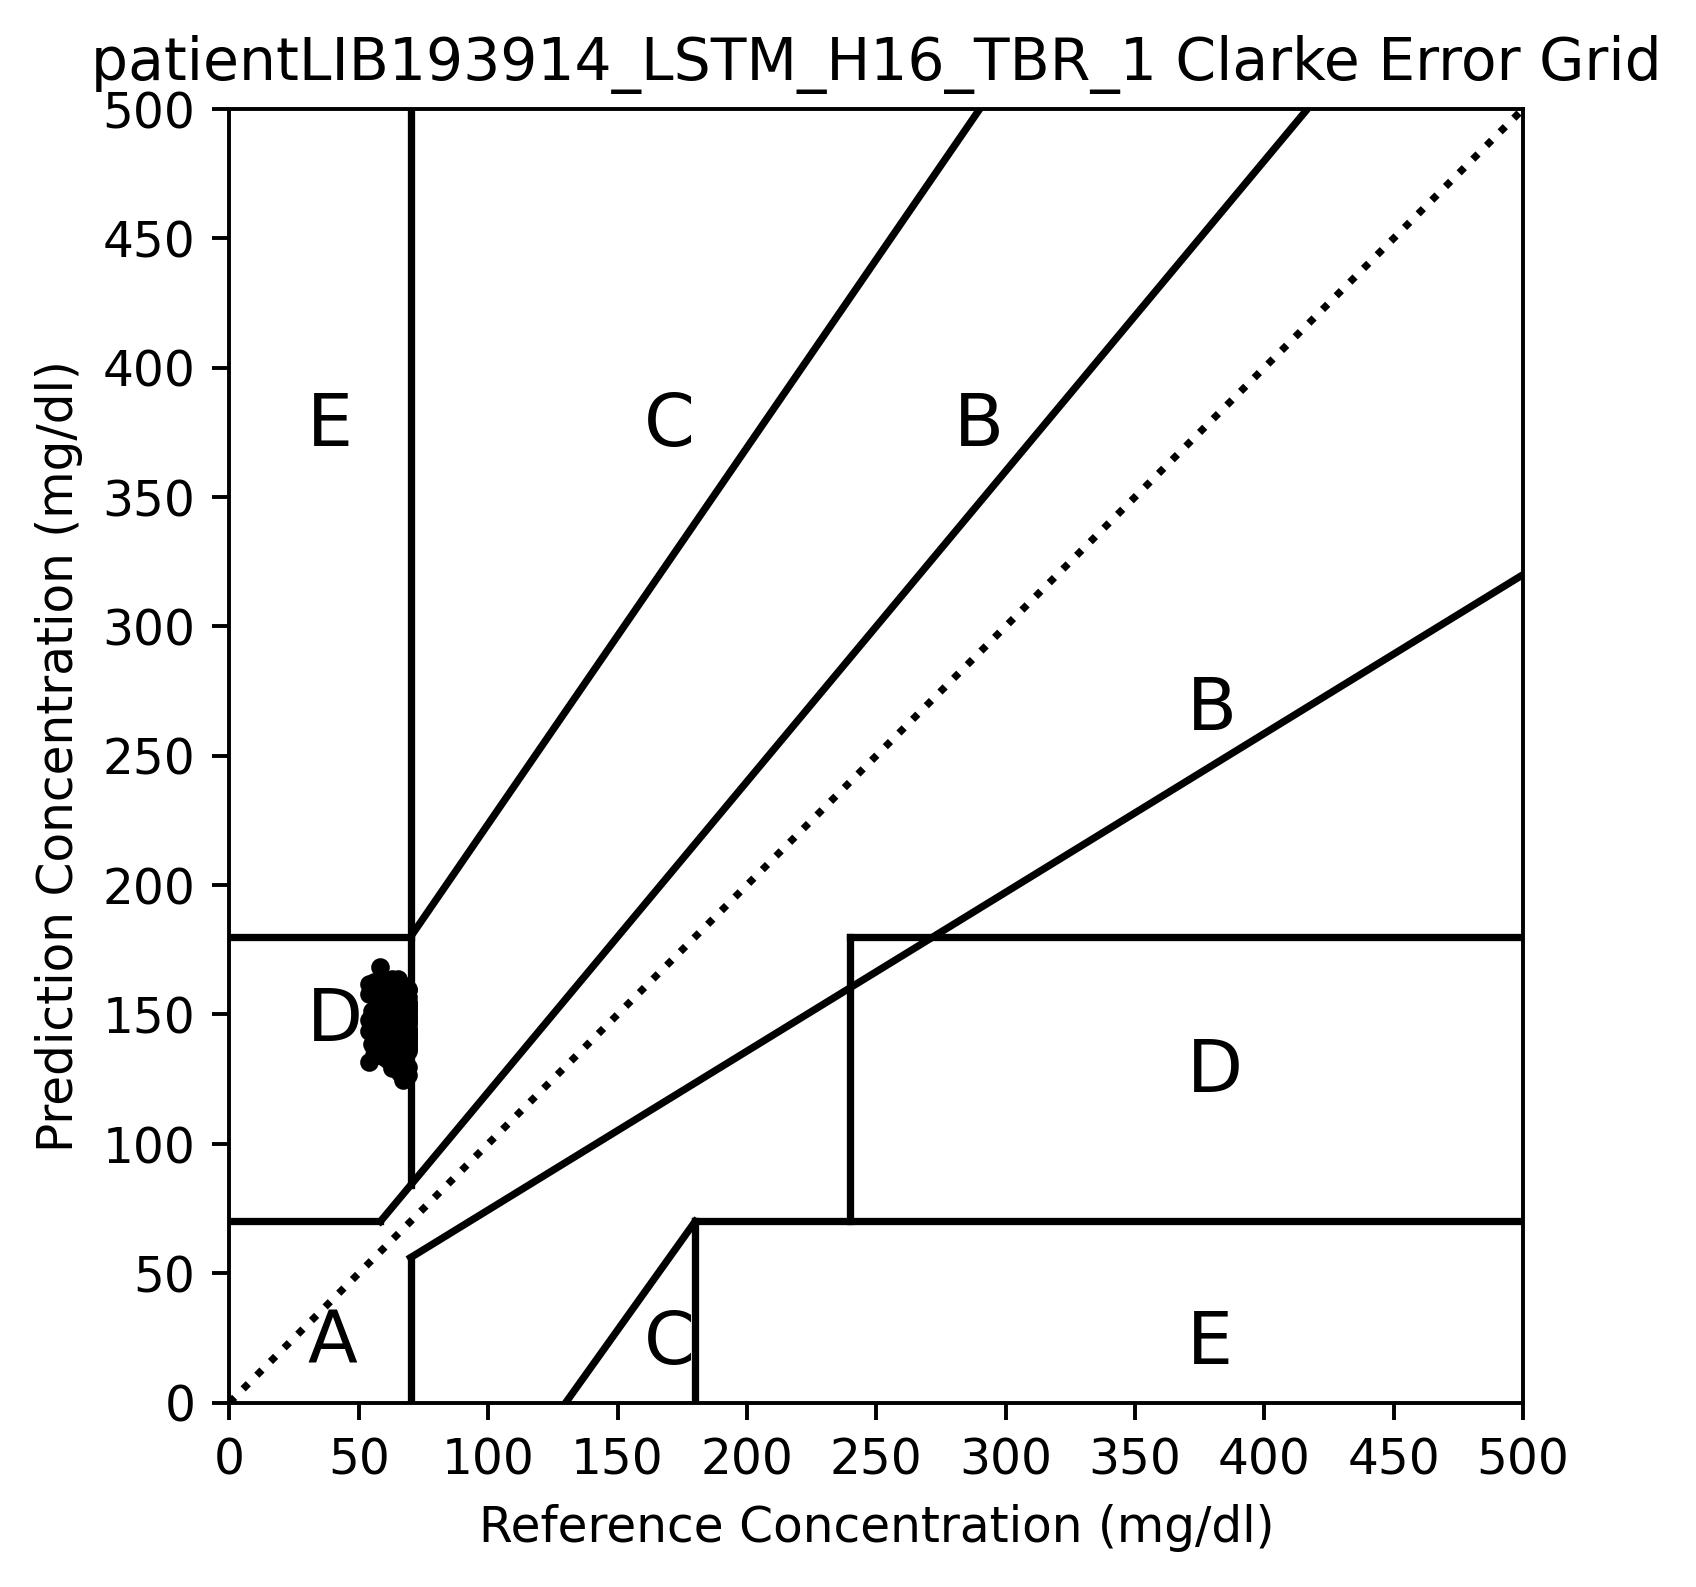 patientLIB193914_LSTM_H16_TBR_1 Clarke Error Grid
500
450
400
350
300
250
200
150
100
50
0
Prediction Concentration (mg/dl)
E
C
B
B
D
D
A
C
E
0 50 100 150 200 250 300 350 400 450 500
Reference Concentration (mg/dl)